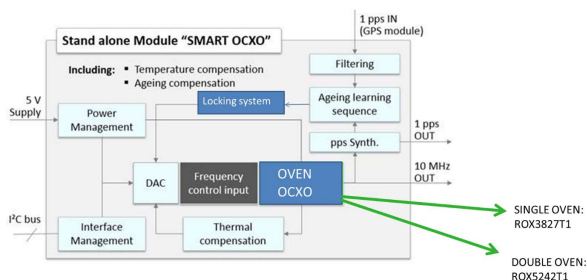 1 pps IN
(GPS module)
Stand alone Module “SMART OCXO”
Including: ▪ Temperature compensation
▪ Ageing compensation
Filtering
5 V
Supply
Power
Management
Locking system
Ageing learning
sequence
pps Synth.
1 pps
OUT
10 MHz
OUT
DAC
Frequency
control input
OVEN
OCXO
I²C bus
Interface
Management
Thermal
compensation
SINGLE OVEN:
ROX3827T1
DOUBLE OVEN:
ROX5242T1